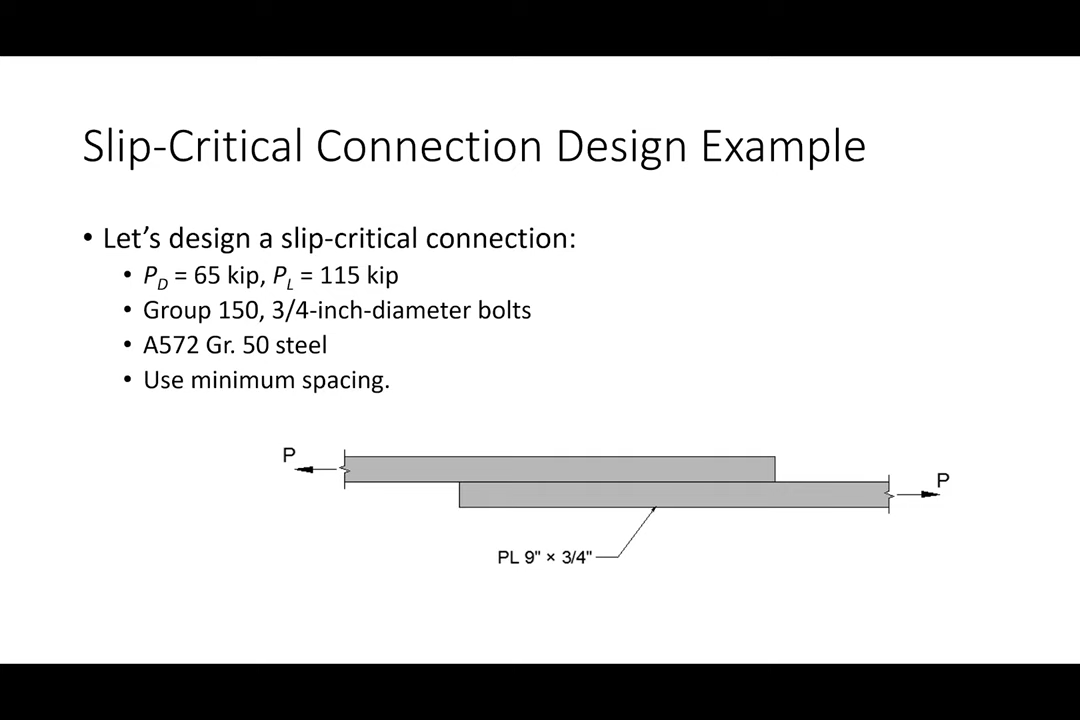 Slip-Critical Connection Design Example
• Let’s design a slip-critical connection:
• P_D = 65 kip, P_L = 115 kip
• Group 150, 3/4-inch-diameter bolts
• A572 Gr. 50 steel
• Use minimum spacing.
P
P
PL 9" × 3/4"